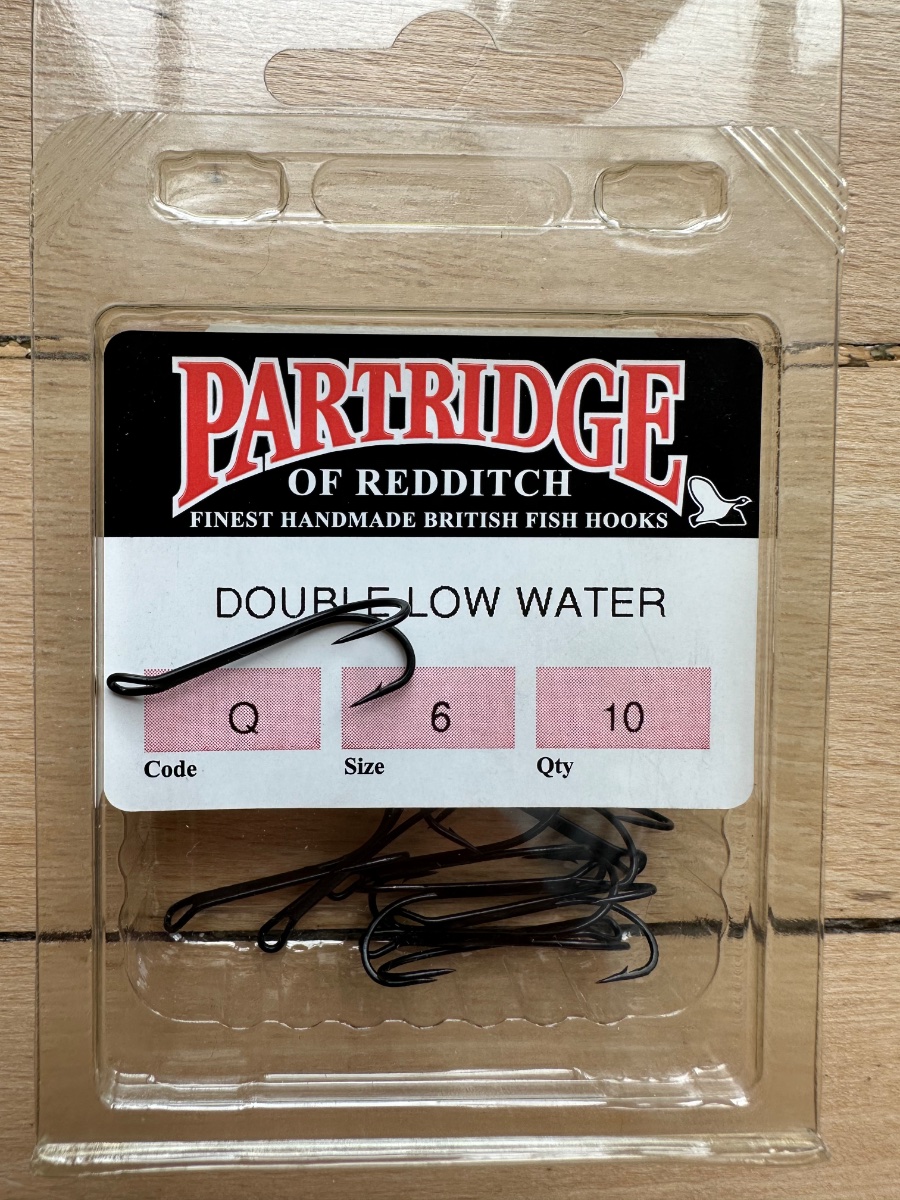 PARTRIDGE
OF REDDITCH
FINEST HANDMADE BRITISH FISH HOOKS
DOUBLE LOW WATER
Q 6 10
Code Size Qty